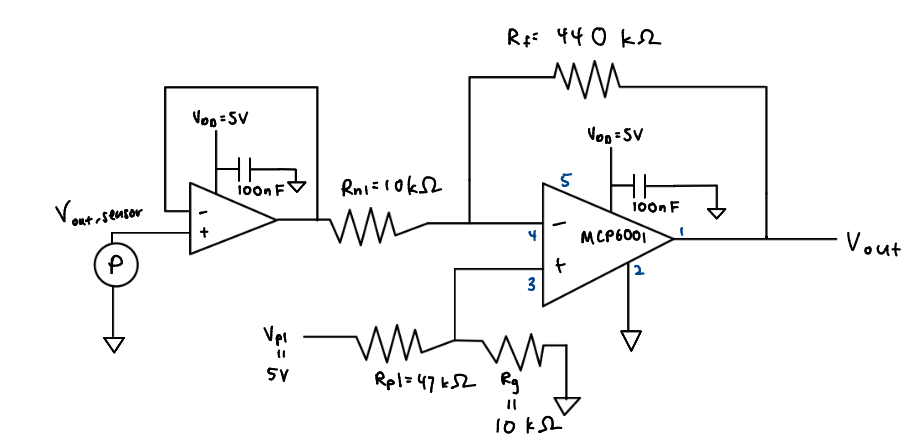 Rf= 440 kΩ
VDD=5V
100nF
Vout,sensor
-
+
P
Rn1=10kΩ
VDD=5V
5
100nF
4
-
MCP6001
1
Vout
3
+
2
Vp1
=
5V
Rp1=47kΩ
Rg
=
10 kΩ